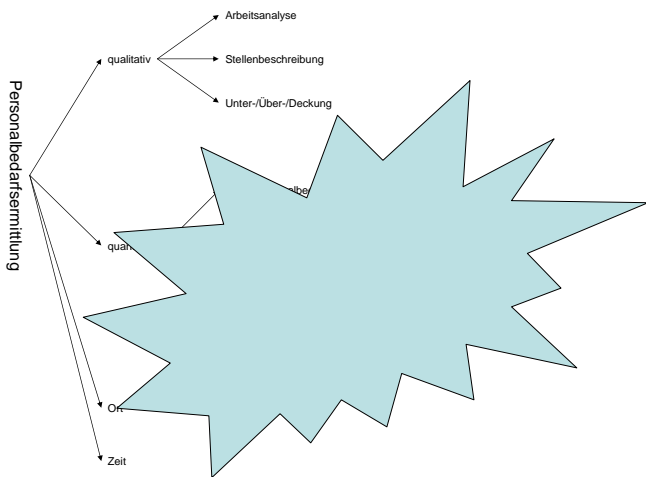 Personalbedarfsermittlung
qualitativ
Arbeitsanalyse
Stellenbeschreibung
Unter-/Über-/Deckung
Zeit